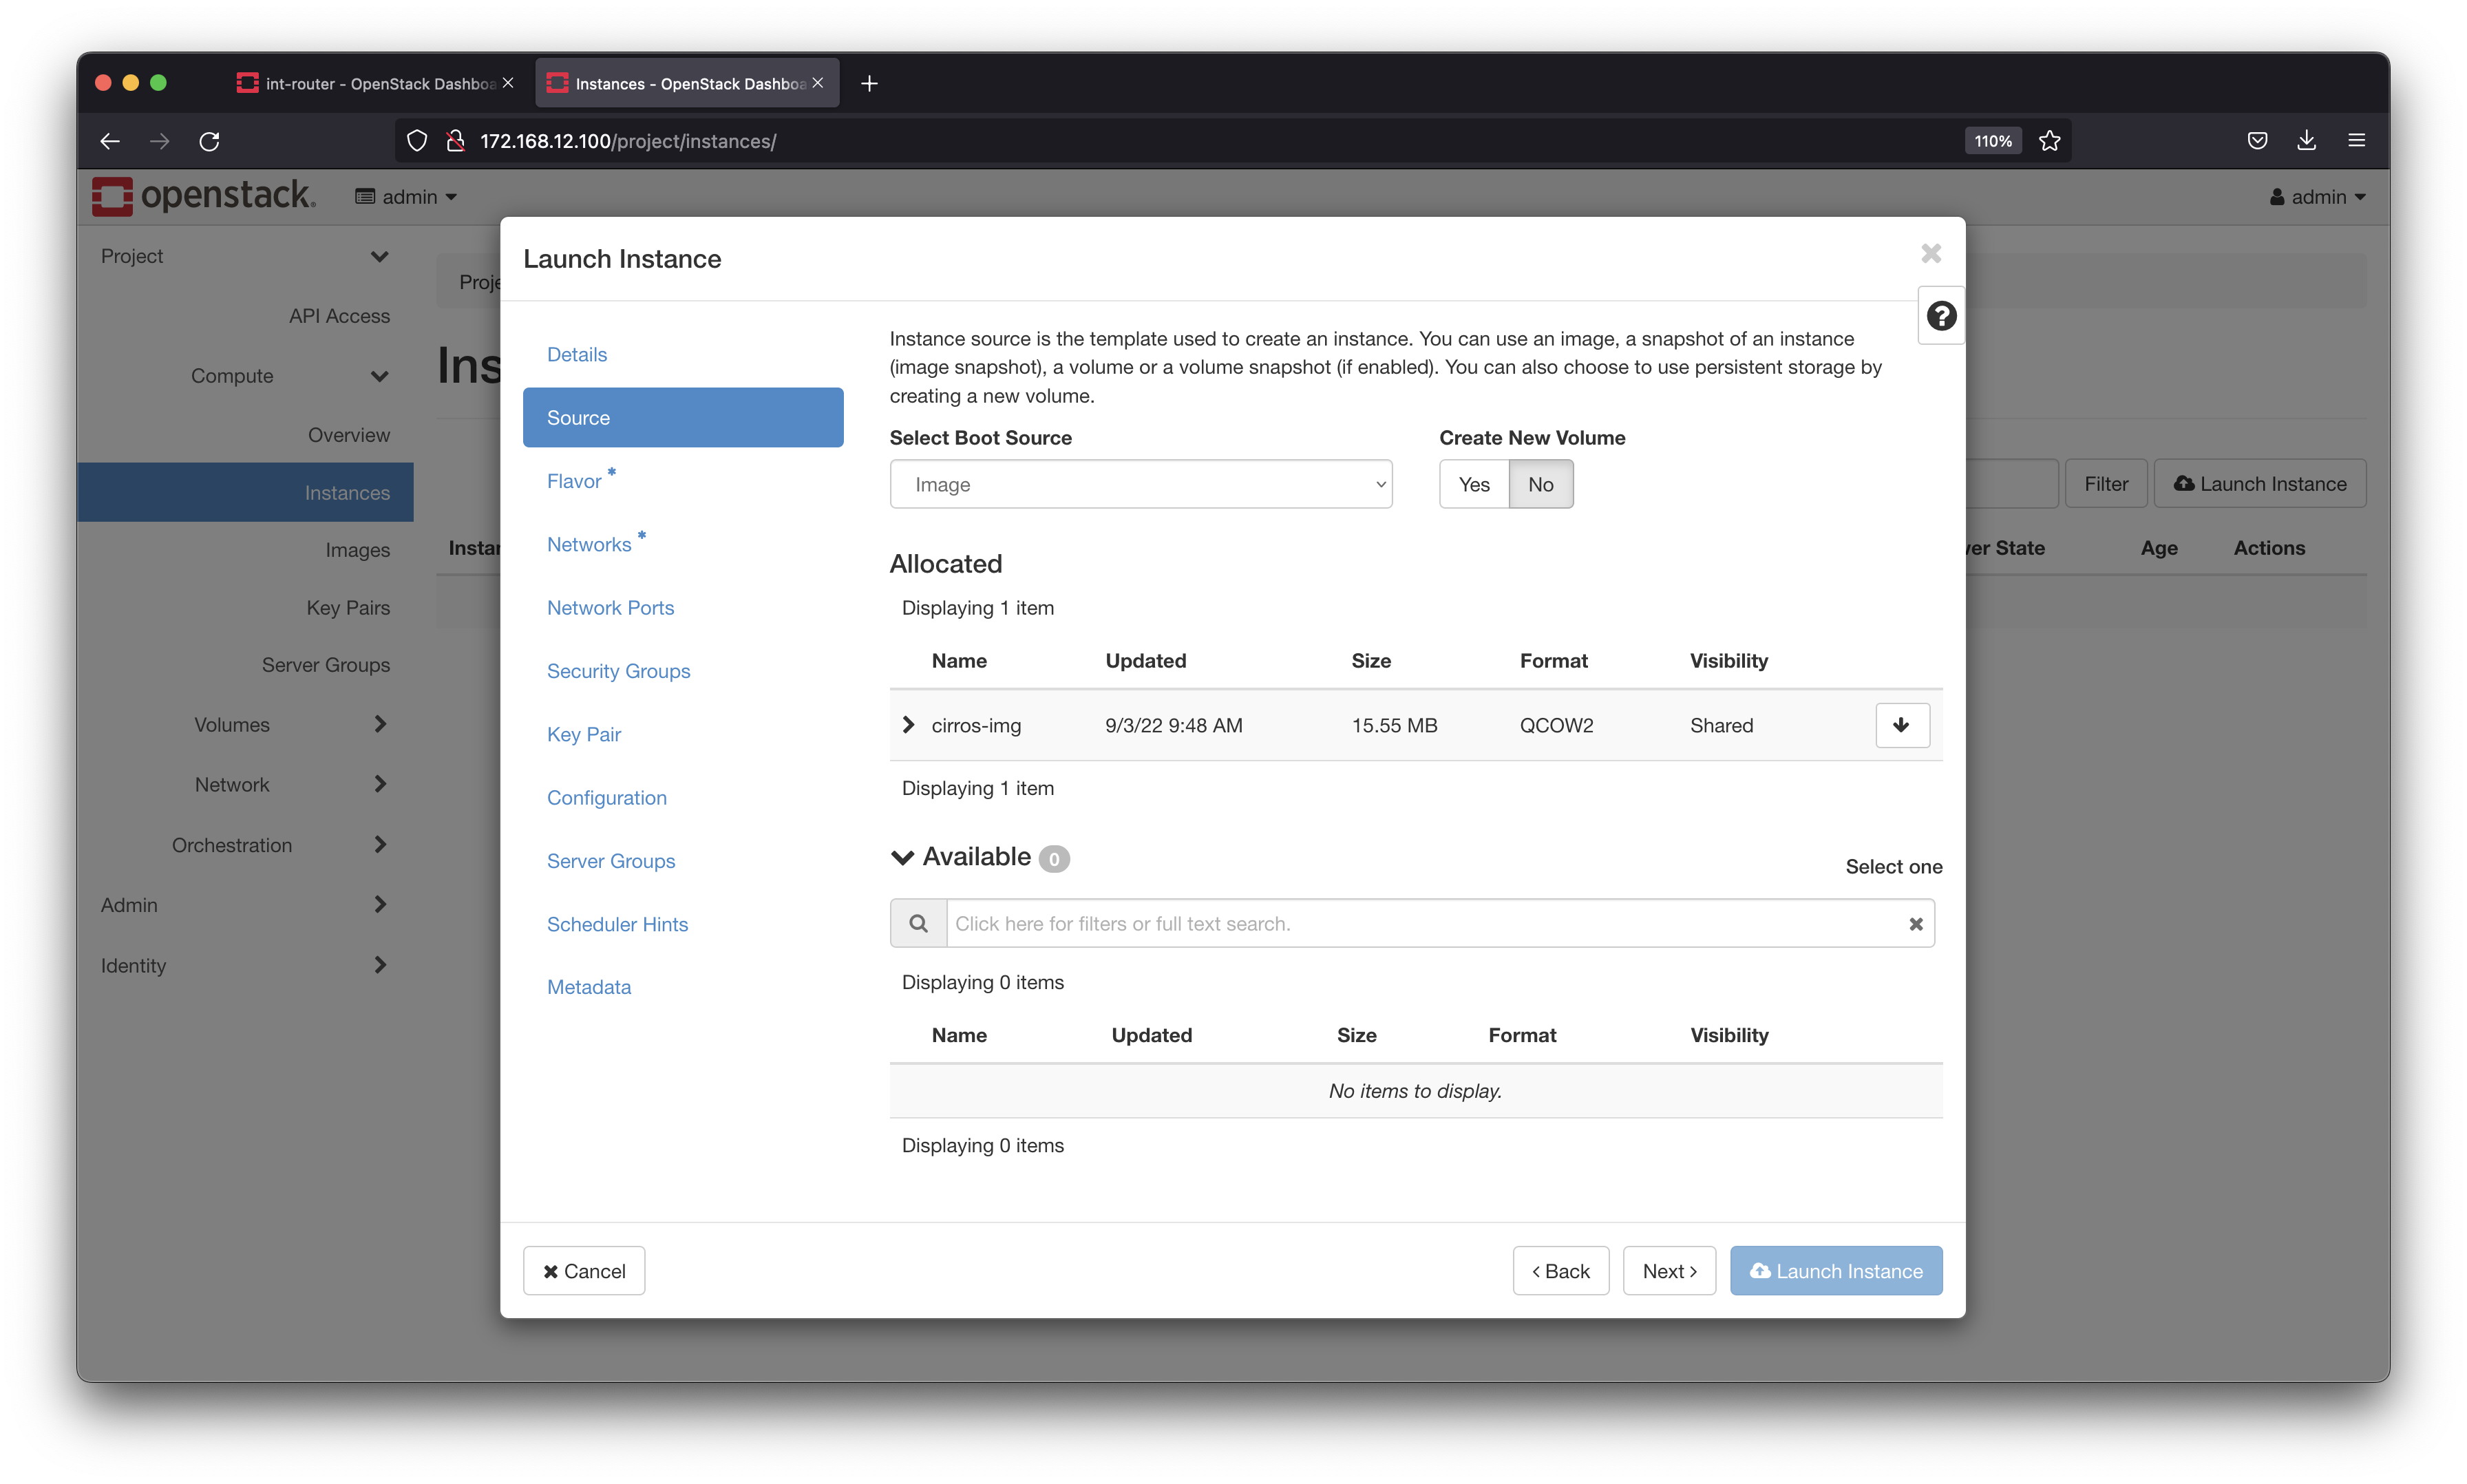 int-router - OpenStack Dashboa
Instances - OpenStack Dashboa
172.168.12.100/project/instances/
110%
openstack.
admin
admin
Project
API Access
Compute
Overview
Instances
Images
Key Pairs
Server Groups
Volumes
Network
Orchestration
Admin
Identity
Proje
Ins
Filter
Launch Instance
Instan
ver State
Age
Actions
Launch Instance
Details
Source
Flavor *
Networks *
Network Ports
Security Groups
Key Pair
Configuration
Server Groups
Scheduler Hints
Metadata
Instance source is the template used to create an instance. You can use an image, a snapshot of an instance
(image snapshot), a volume or a volume snapshot (if enabled). You can also choose to use persistent storage by
creating a new volume.
Select Boot Source
Create New Volume
Image
Yes
No
Allocated
Displaying 1 item
Name Updated Size Format Visibility
cirros-img 9/3/22 9:48 AM 15.55 MB QCOW2 Shared
Displaying 1 item
Available 0
Select one
Click here for filters or full text search.
Displaying 0 items
Name Updated Size Format Visibility
No items to display.
Displaying 0 items
Cancel
Back
Next
Launch Instance